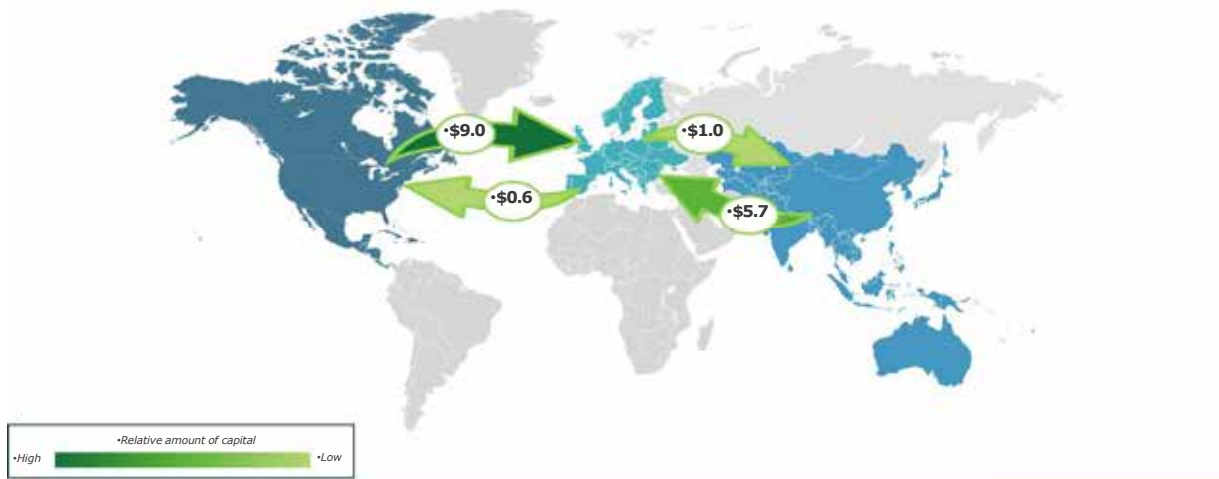 •$9.0
•$1.0
•$0.6
•$5.7
•Relative amount of capital
•High
•Low